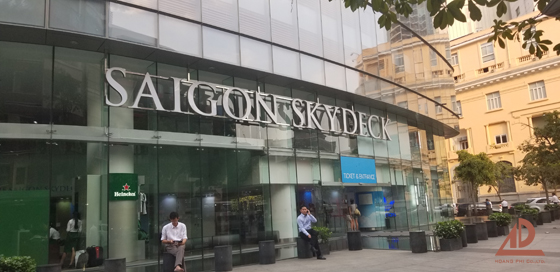 SAIGON SKYDECK
TICKET & ENTRANCE
Heineken